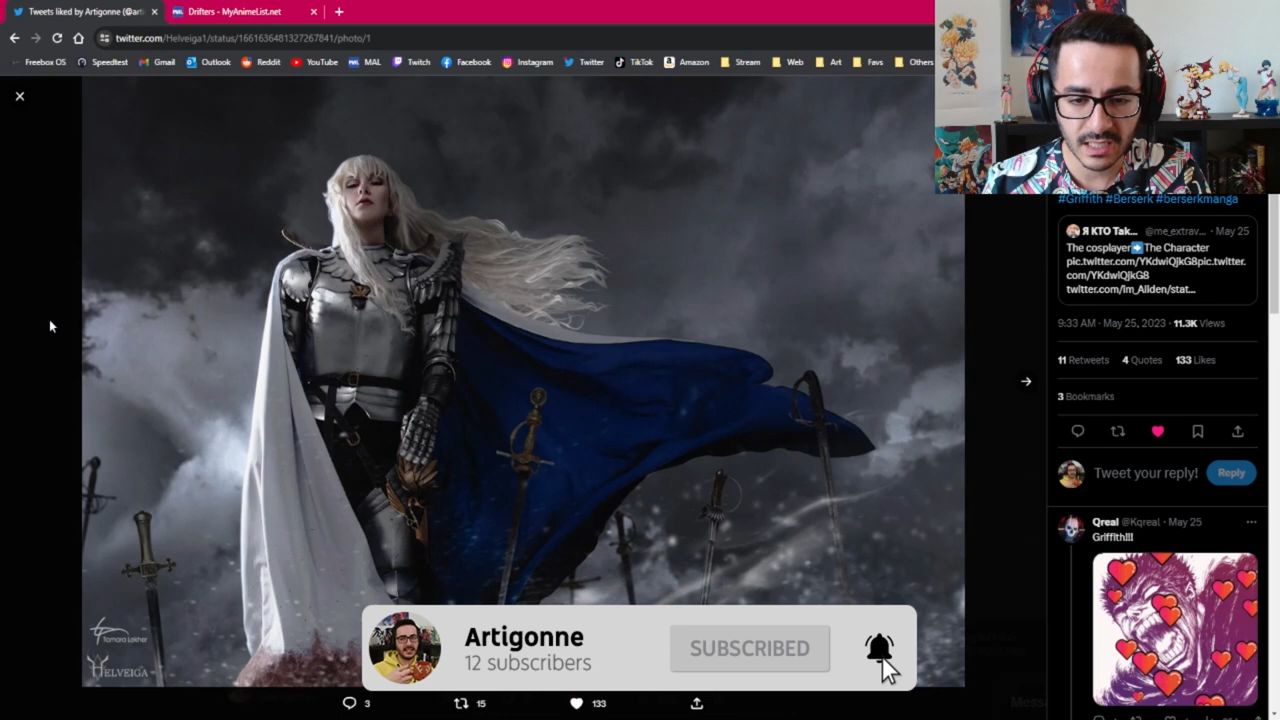 Tweets liked by Artigonne (@arti
Drifters - MyAnimeList.net
twitter.com/Helveiga1/status/1661636481327267841/photo/1
Freebox OS
Speedtest
Gmail
Outlook
Reddit
YouTube
MAL
MAL
Twitch
Facebook
Instagram
Twitter
TikTok
Amazon
Stream
Web
Art
Favs
Others
#Griffith #Berserk #berserkmanga
Я КТО Так... @me_extrav... · May 25
The cosplayer➡The Character
pic.twitter.com/YKdwiQjkG8pic.twitter.
com/YKdwiQjkG8
twitter.com/Im_Allden/stat...
9:33 AM · May 25, 2023 · 11.3K Views
11 Retweets 4 Quotes 133 Likes
3 Bookmarks
Tweet your reply!
Reply
Qreal @Kqreal · May 25
Griffith!!!
Tamara Lakher
HELVEIGA
Artigonne
12 subscribers
SUBSCRIBED
3
15
133